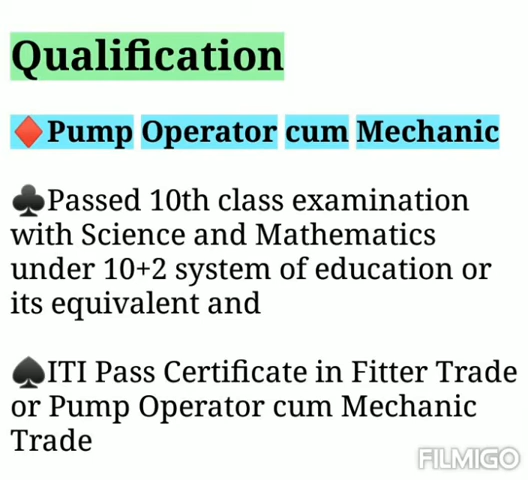 Qualification
♦️Pump Operator cum Mechanic
♣️Passed 10th class examination
with Science and Mathematics
under 10+2 system of education or
its equivalent and
♠️ITI Pass Certificate in Fitter Trade
or Pump Operator cum Mechanic
Trade
FILMIGO